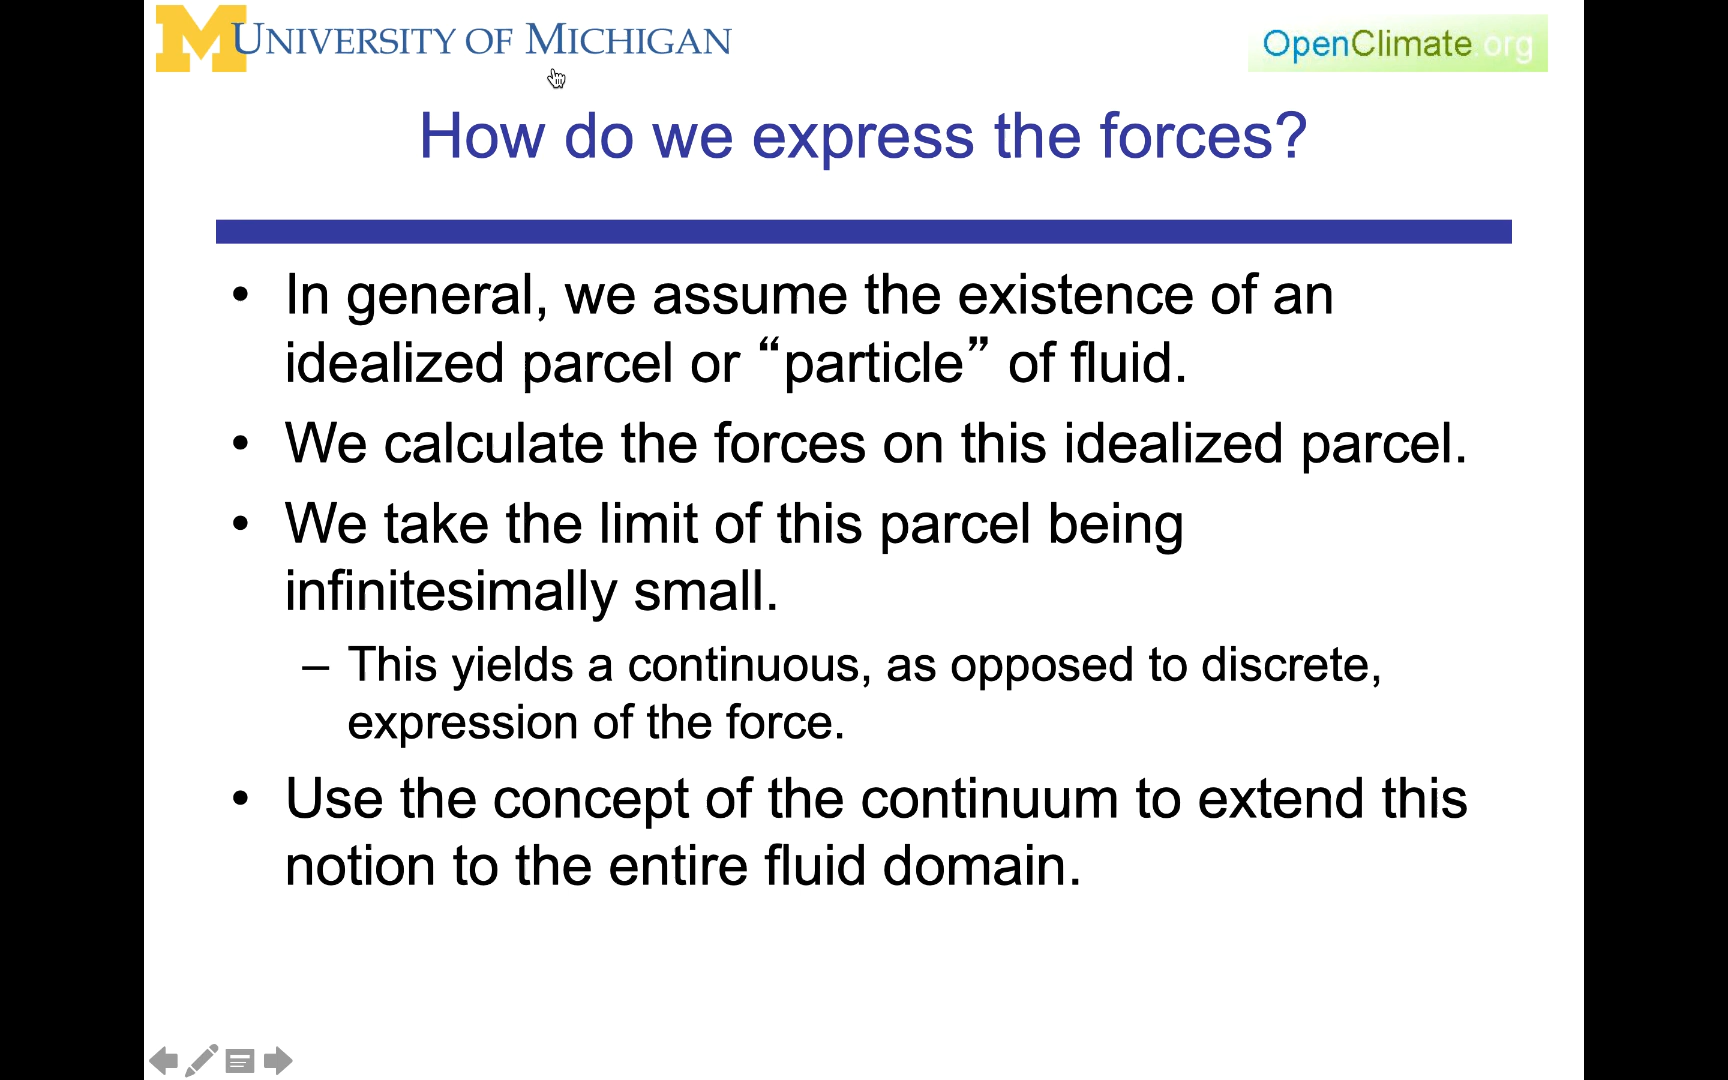 M UNIVERSITY OF MICHIGAN
OpenClimate.org
How do we express the forces?
• In general, we assume the existence of an
idealized parcel or “particle” of fluid.
• We calculate the forces on this idealized parcel.
• We take the limit of this parcel being
infinitesimally small.
– This yields a continuous, as opposed to discrete,
expression of the force.
• Use the concept of the continuum to extend this
notion to the entire fluid domain.